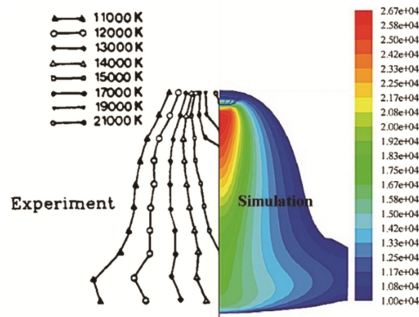 11000 K
12000 K
13000 K
14000 K
15000 K
17000 K
19000 K
21000 K
Experiment
Simulation
2.67e+04
2.58e+04
2.50e+04
2.42e+04
2.33e+04
2.25e+04
2.17e+04
2.08e+04
2.00e+04
1.92e+04
1.83e+04
1.75e+04
1.67e+04
1.58e+04
1.50e+04
1.42e+04
1.33e+04
1.25e+04
1.17e+04
1.08e+04
1.00e+04